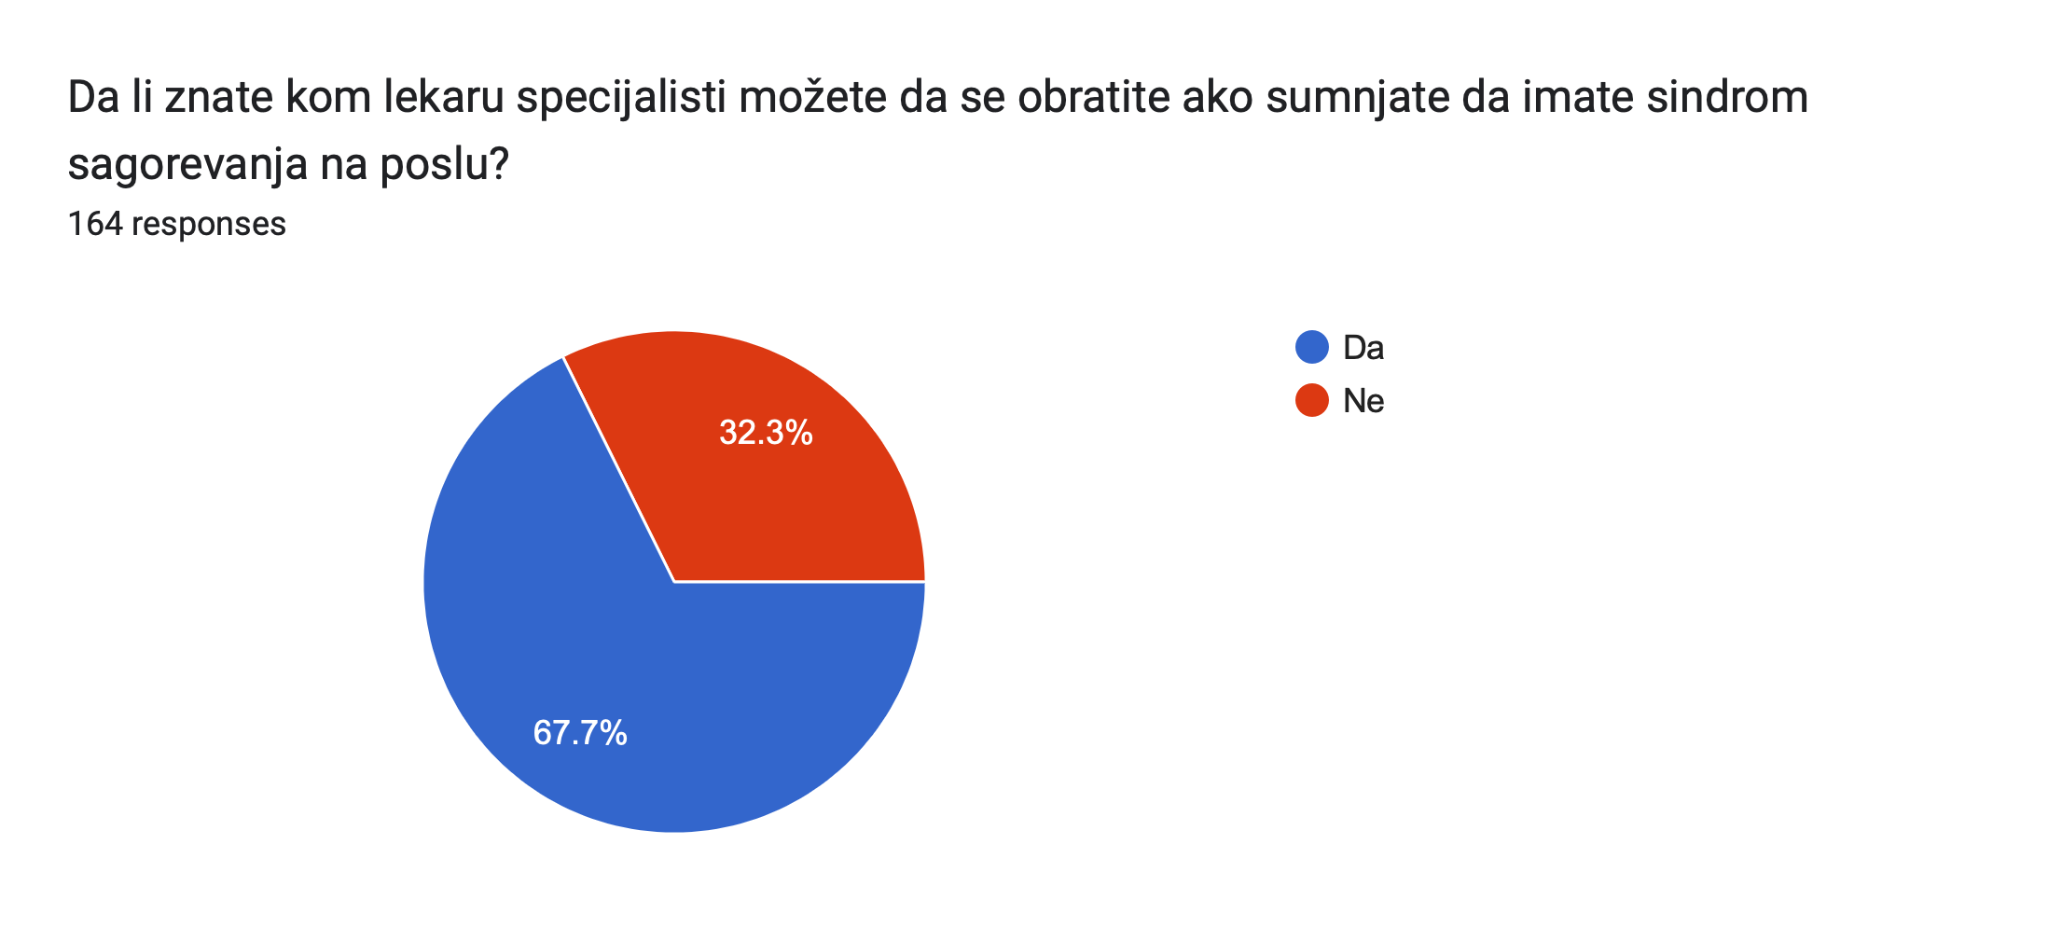 Da li znate kom lekaru specijalisti možete da se obratite ako sumnjate da imate sindrom
sagorevanja na poslu?
164 responses
Da
Ne
32.3%
67.7%